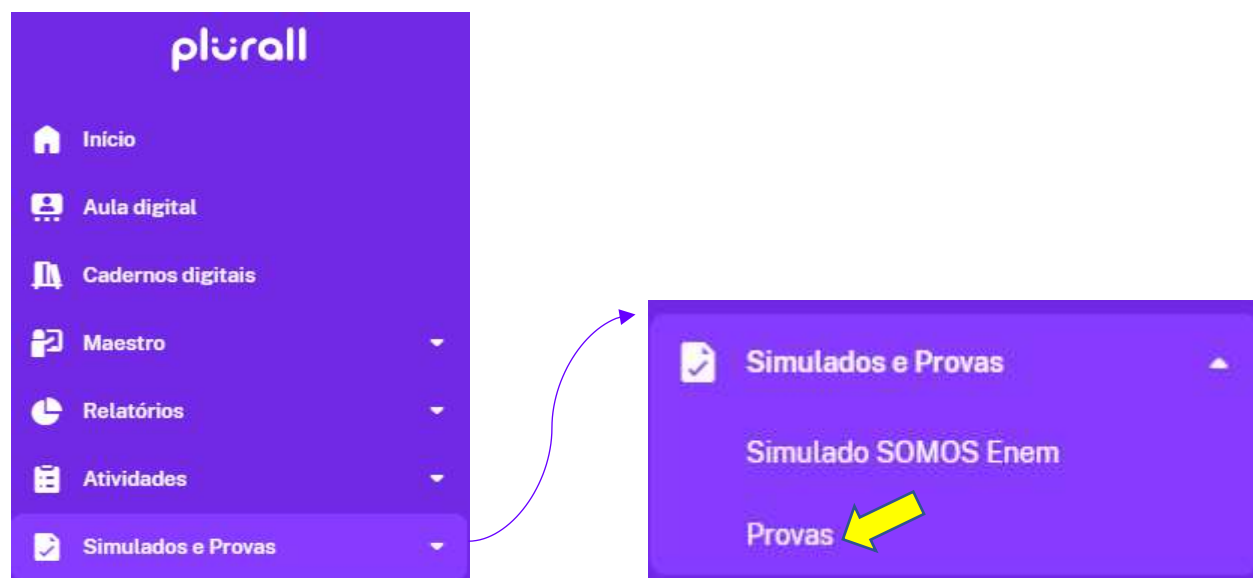 plurall
Início
Aula digital
Cadernos digitais
Maestro
Relatórios
Atividades
Simulados e Provas
Simulados e Provas
Simulado SOMOS Enem
Provas